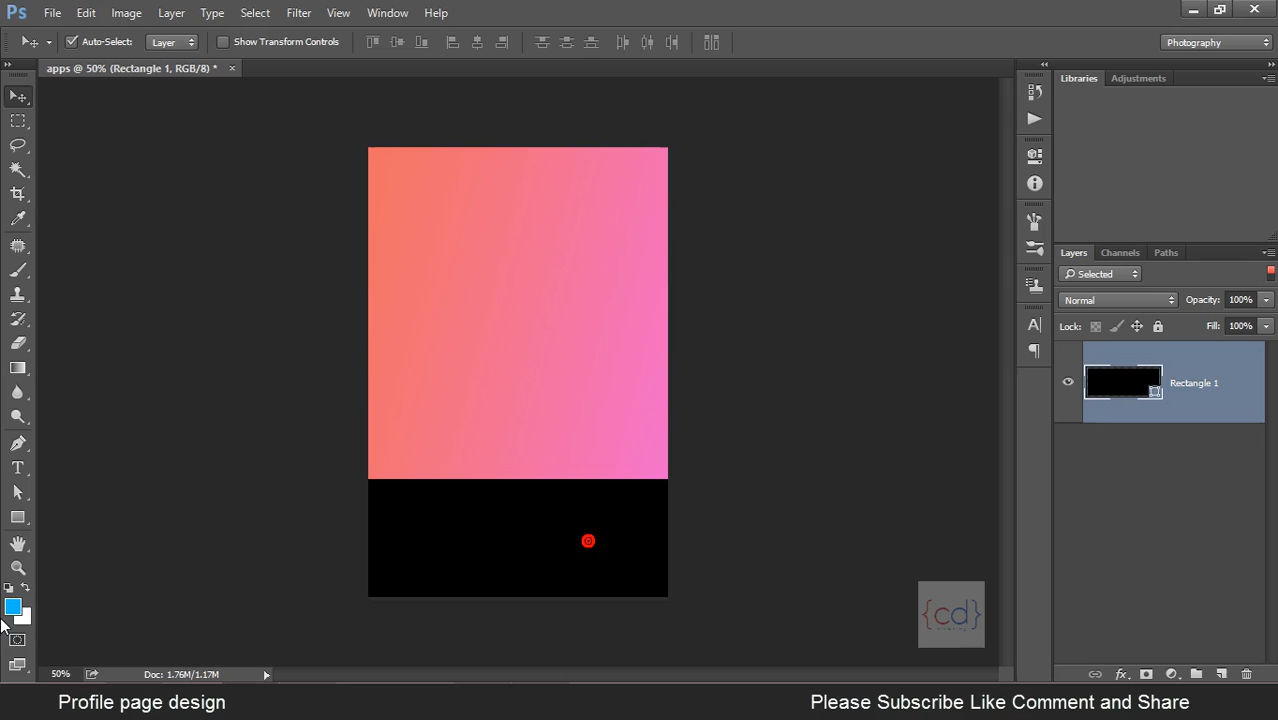 Ps File Edit Image Layer Type Select Filter View Window Help
Auto-Select: Layer Show Transform Controls Photography
apps @ 50% (Rectangle 1, RGB/8) * ×
Libraries Adjustments
Layers Channels Paths
Selected
Normal Opacity: 100%
Lock: Fill: 100%
Rectangle 1
{cd}
50% Doc: 1.76M/1.17M
Profile page design Please Subscribe Like Comment and Share